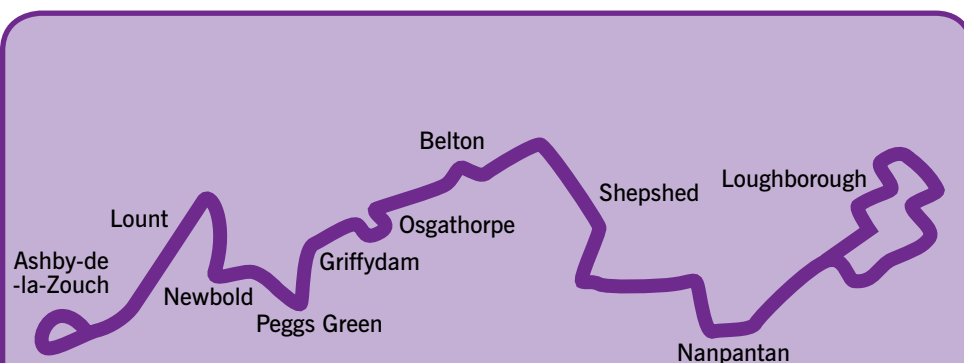 Belton
Loughborough
Shepshed
Lount
Osgathorpe
Ashby-de
-la-Zouch
Griffydam
Newbold
Peggs Green
Nanpantan